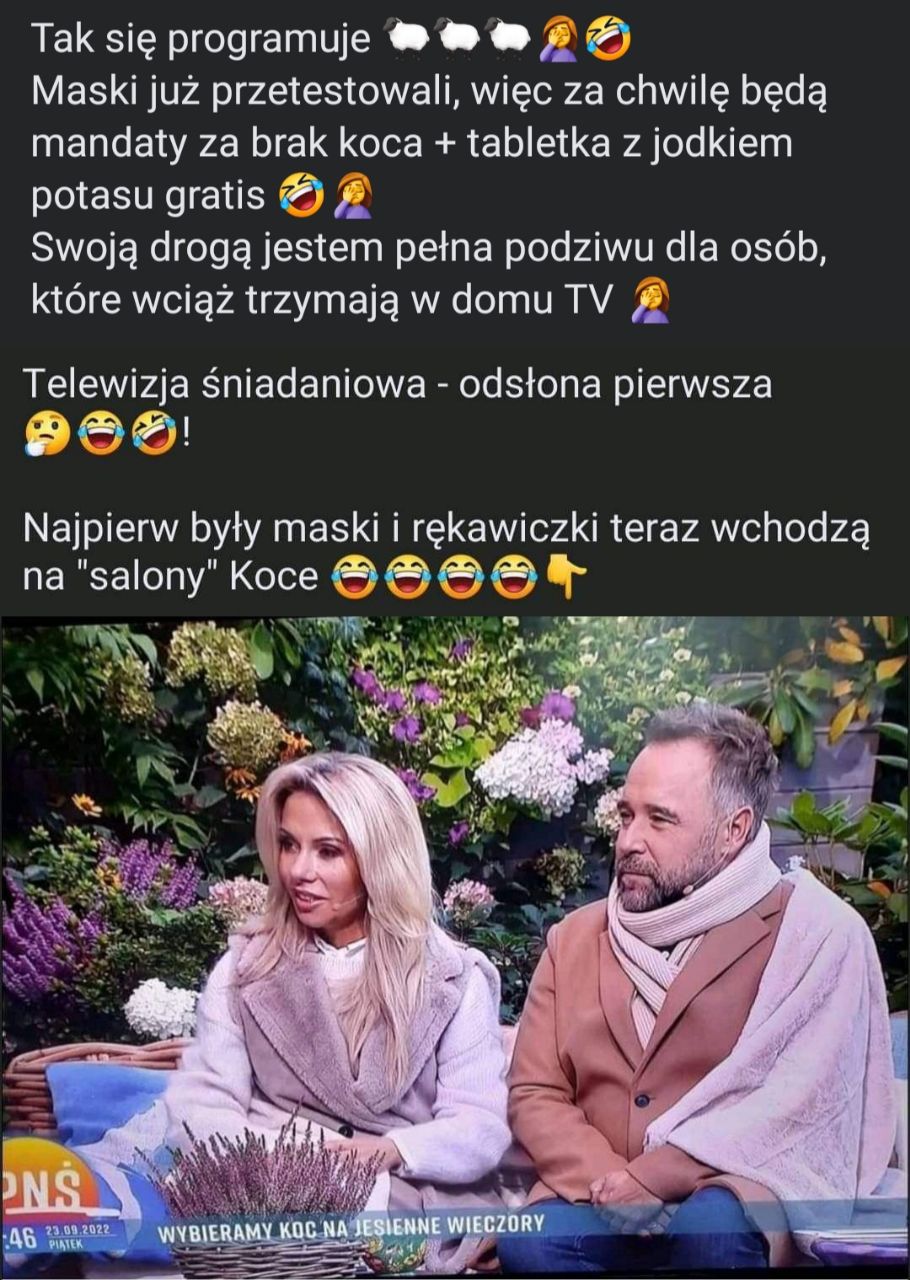 Tak się programuje 🐑🐑🐑🤦‍♀️🤣
Maski już przetestowali, więc za chwilę będą
mandaty za brak koca + tabletka z jodkiem
potasu gratis 🤣🤦‍♀️
Swoją drogą jestem pełna podziwu dla osób,
które wciąż trzymają w domu TV 🤦‍♀️
Telewizja śniadaniowa - odsłona pierwsza
🤔😂🤣!
Najpierw były maski i rękawiczki teraz wchodzą
na "salony" Koce 😂😂😂😂👇
PNŚ
:46 23.09.2022
PIĄTEK
WYBIERAMY KOC NA JESIENNE WIECZORY